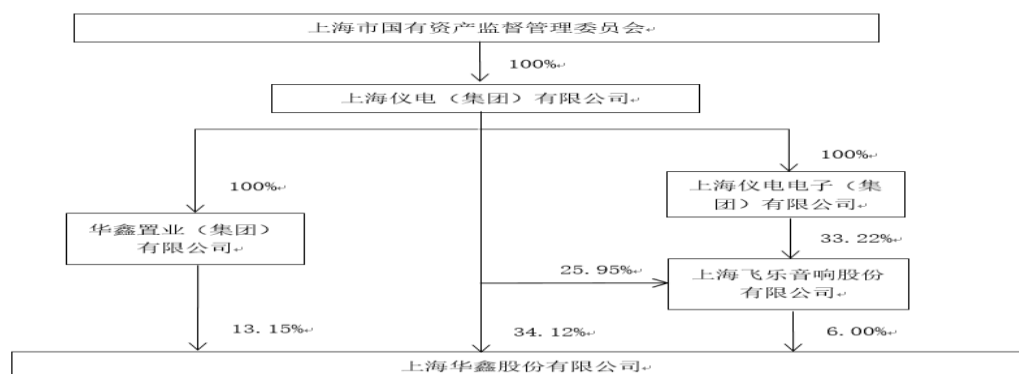 上海市国有资产监督管理委员会
100%
上海仪电（集团）有限公司
100%
100%
上海仪电电子（集
团）有限公司
华鑫置业（集团）
有限公司
33.22%
25.95%
上海飞乐音响股份
有限公司
13.15%
34.12%
6.00%
上海华鑫股份有限公司